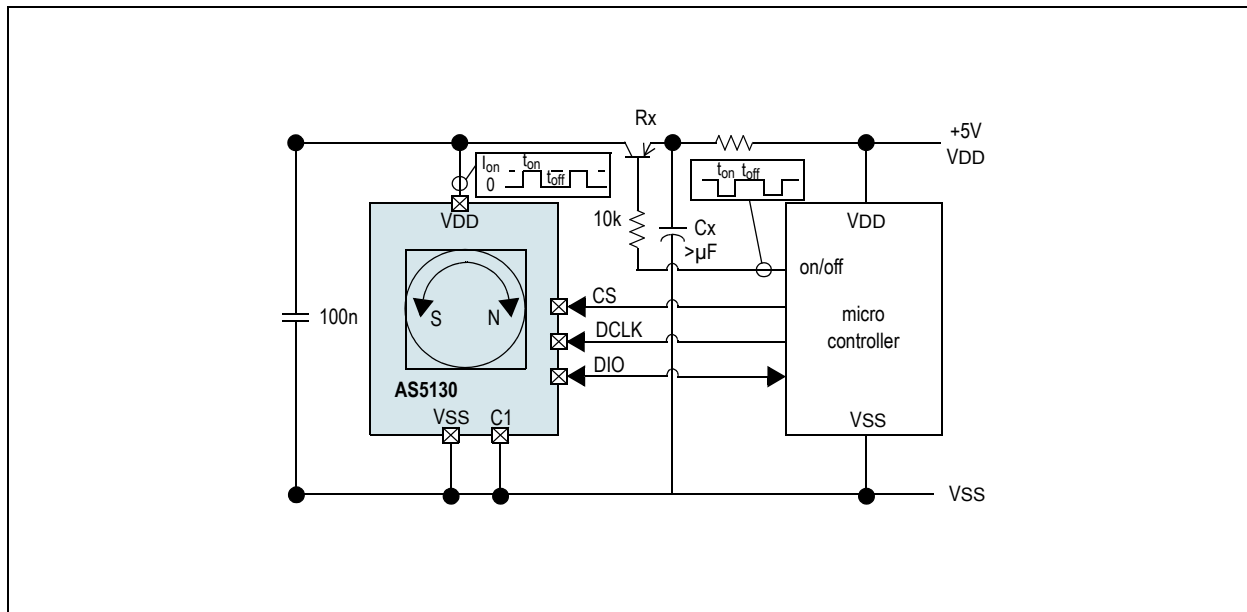 Rx
+5V
VDD
Ion
0
ton
toff
ton toff
VDD
10k
Cx
>µF
VDD
on/off
CS
S
N
100n
DCLK
micro
controller
DIO
AS5130
VSS
C1
VSS
VSS